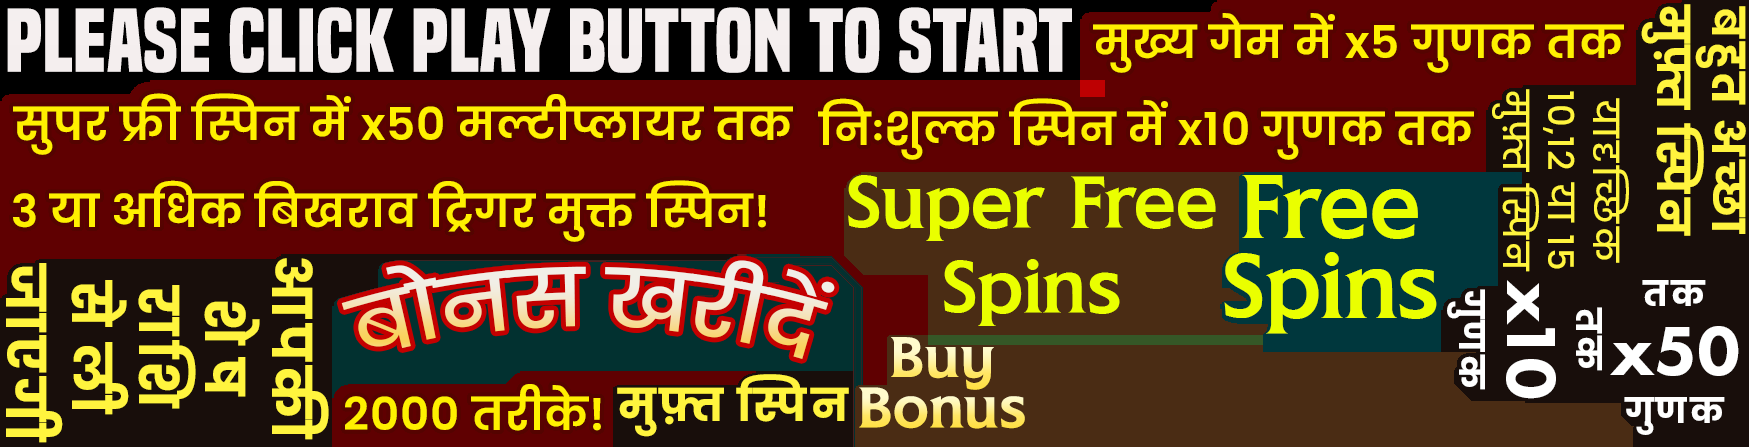 PLEASE CLICK PLAY BUTTON TO START
मुख्य गेम में x5 गुणक तक
सुपर फ्री स्पिन में x50 मल्टीप्लायर तक
निःशुल्क स्पिन में x10 गुणक तक
3 या अधिक बिखराव ट्रिगर मुक्त स्पिन!
Super Free
Spins
Free
Spins
यादृच्छिक
10,12 या 15
मुफ़्त स्पिन
बहुत अच्छा
मुफ़्त स्पिन
आपकी
शेष
राशि
से ली
जाएगी
बोनस खरीदें
2000 तरीके!
मुफ़्त स्पिन
Buy
Bonus
तक
x10
गुणक
तक
x50
गुणक